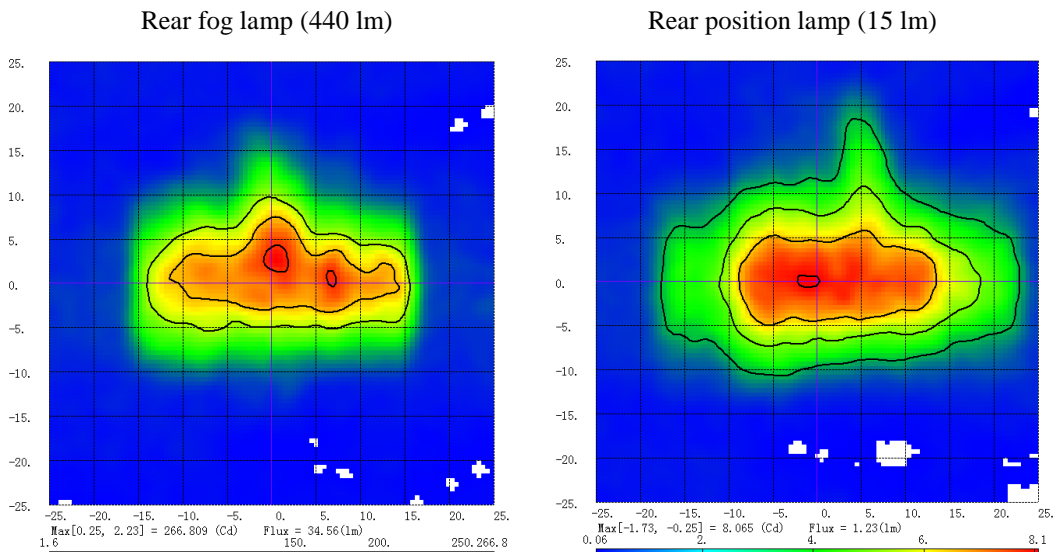 Rear fog lamp (440 lm)
25.
20.
15.
10.
5.
0.
-5.
-10.
-15.
-20.
-25.
-25. -20. -15. -10. -5. 0. 5. 10. 15. 20. 25.
Max[0.25, 2.23] = 266.809 (Cd) Flux = 34.56(lm)
1.6 150. 200. 250.266.8
Rear position lamp (15 lm)
25.
20.
15.
10.
5.
0.
-5.
-10.
-15.
-20.
-25.
-25. -20. -15. -10. -5. 0. 5. 10. 15. 20. 25.
Max[-1.73, -0.25] = 8.065 (Cd) Flux = 1.23(lm)
0.06 2. 4. 6. 8.1